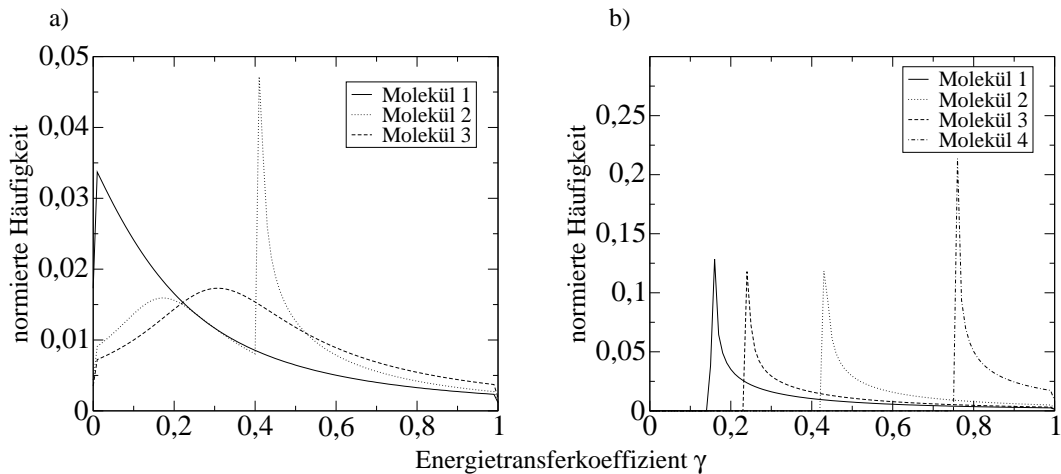 a)
normierte Häufigkeit
0,05
0,04
0,03
0,02
0,01
0
0
0,2
0,4
0,6
0,8
1
Molekül 1
Molekül 2
Molekül 3
b)
normierte Häufigkeit
0,25
0,2
0,15
0,1
0,05
0
0
0,2
0,4
0,6
0,8
1
Molekül 1
Molekül 2
Molekül 3
Molekül 4
Energietransferkoeffizient γ